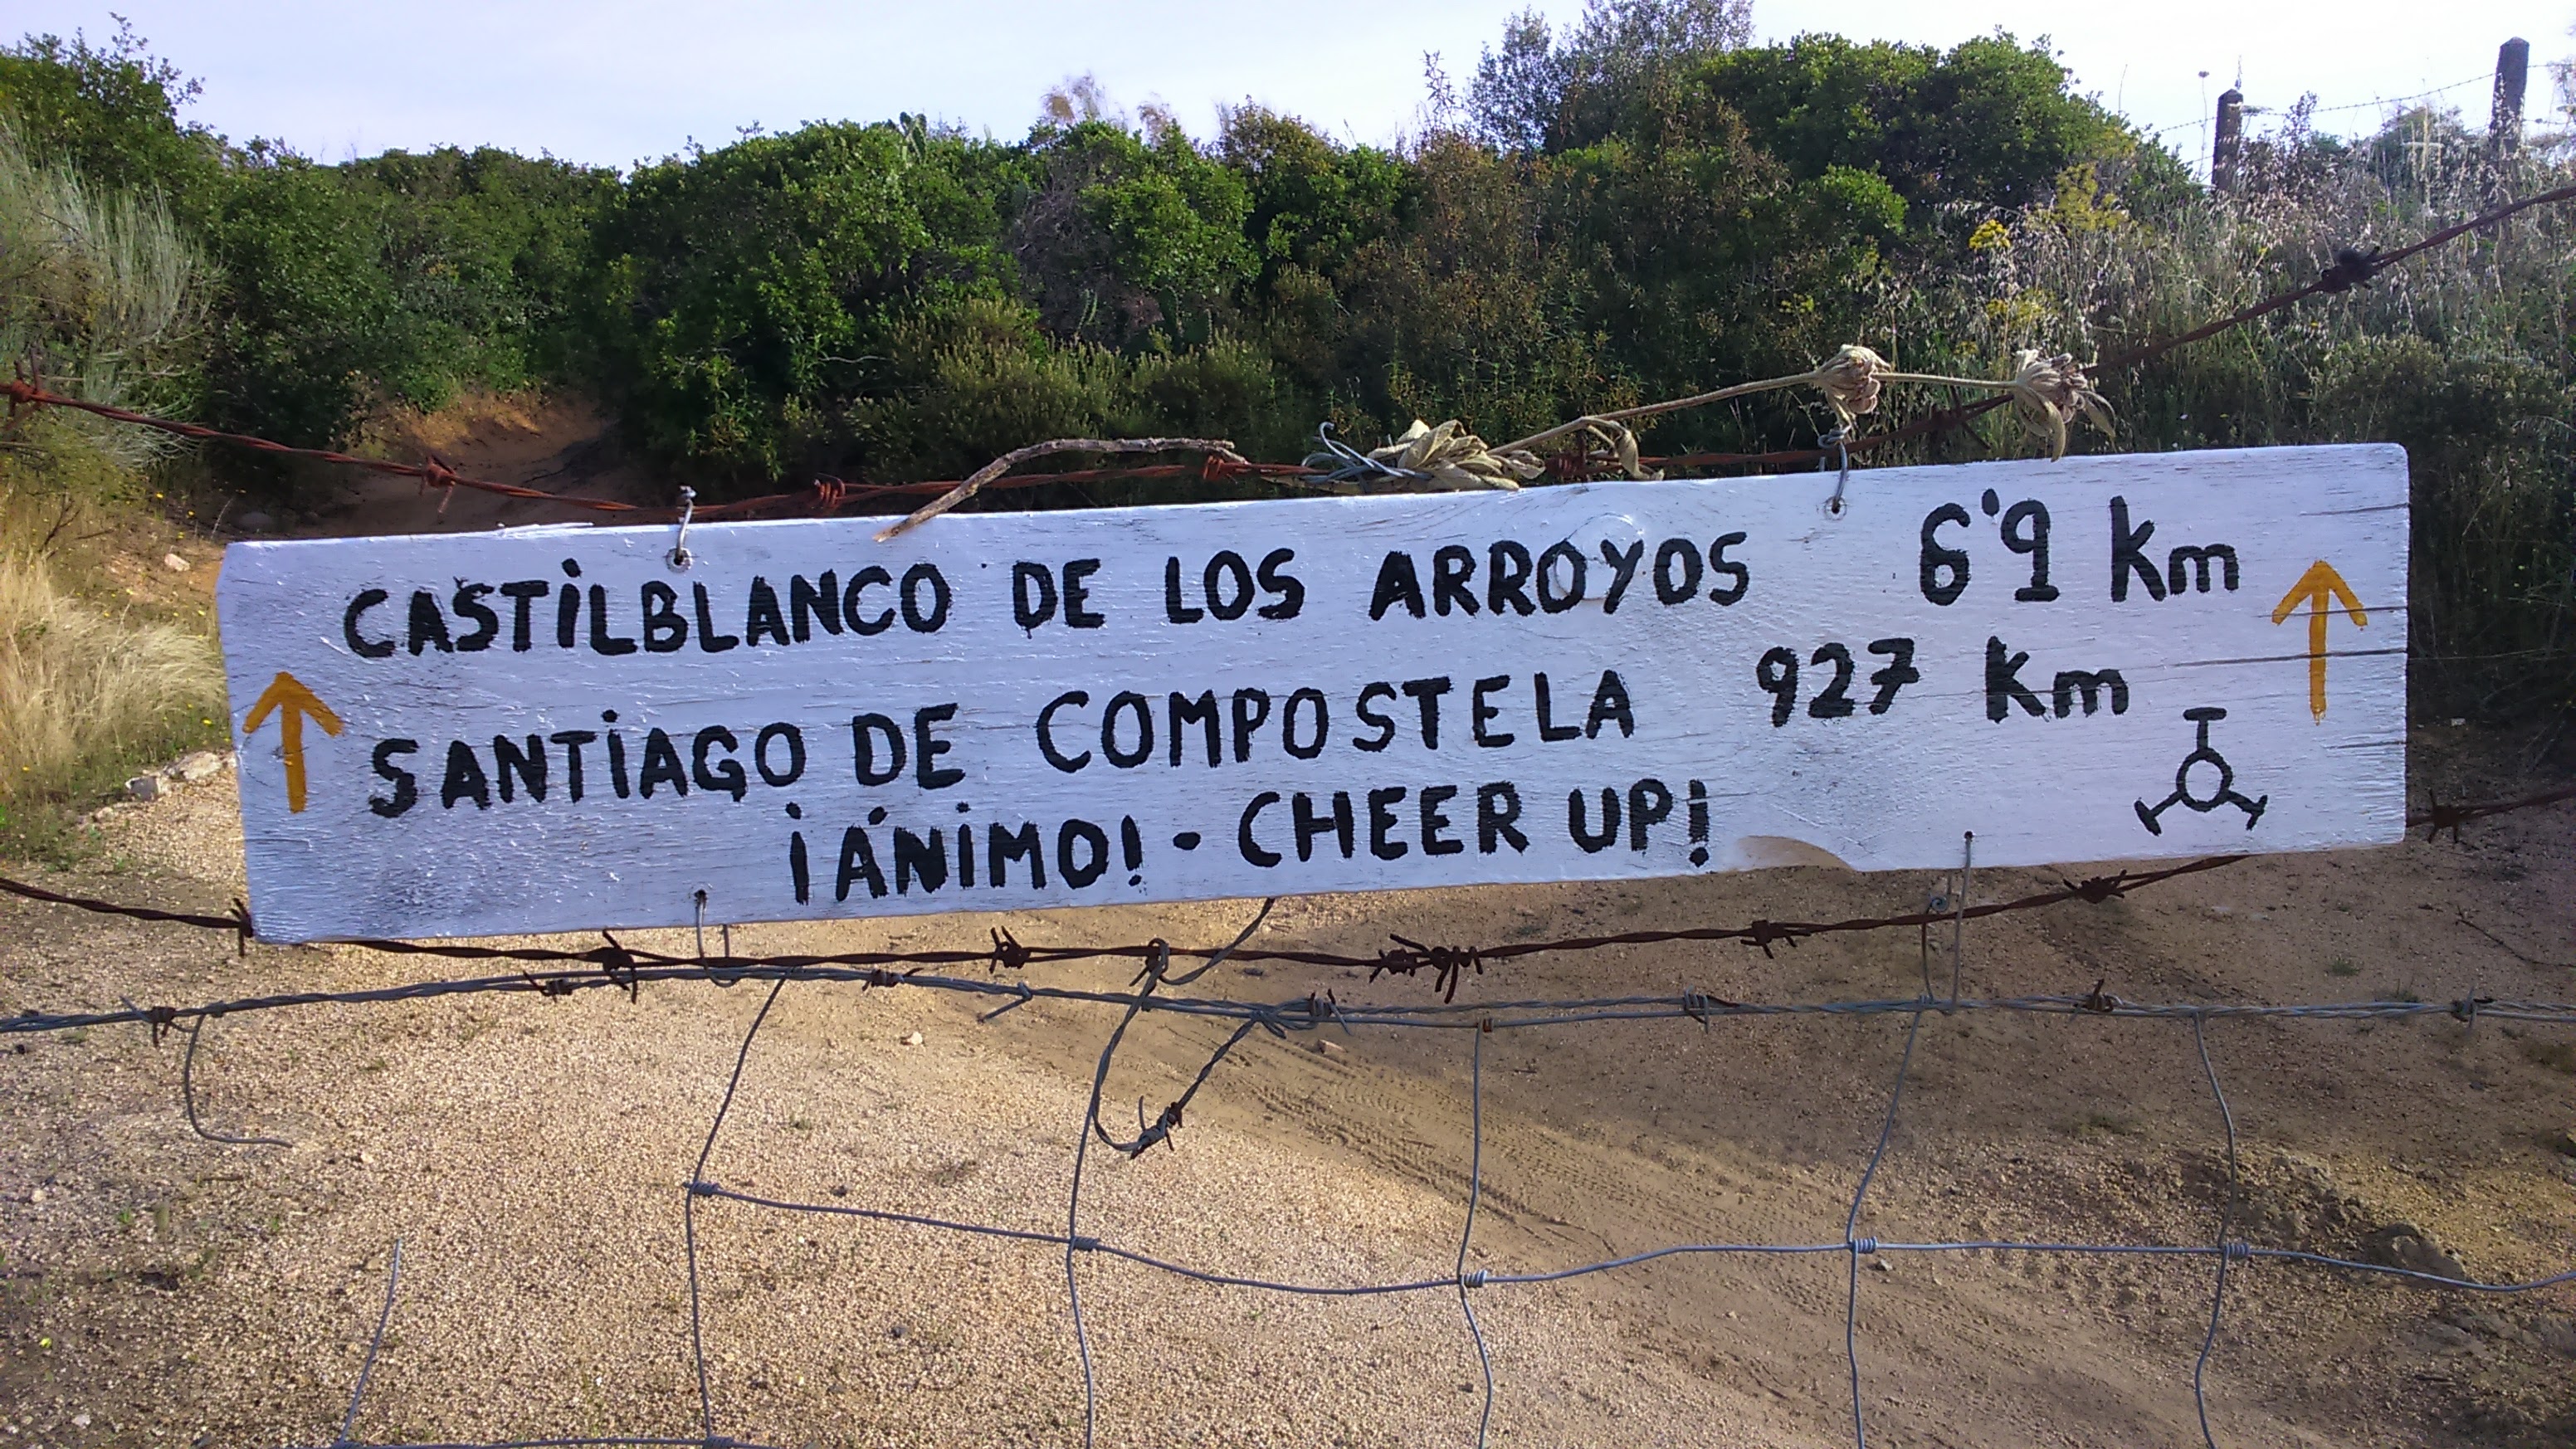 CASTILBLANCO DE LOS ARROYOS 6'9 Km
SANTIAGO DE COMPOSTELA 927 Km
¡ÁNIMO! - CHEER UP!